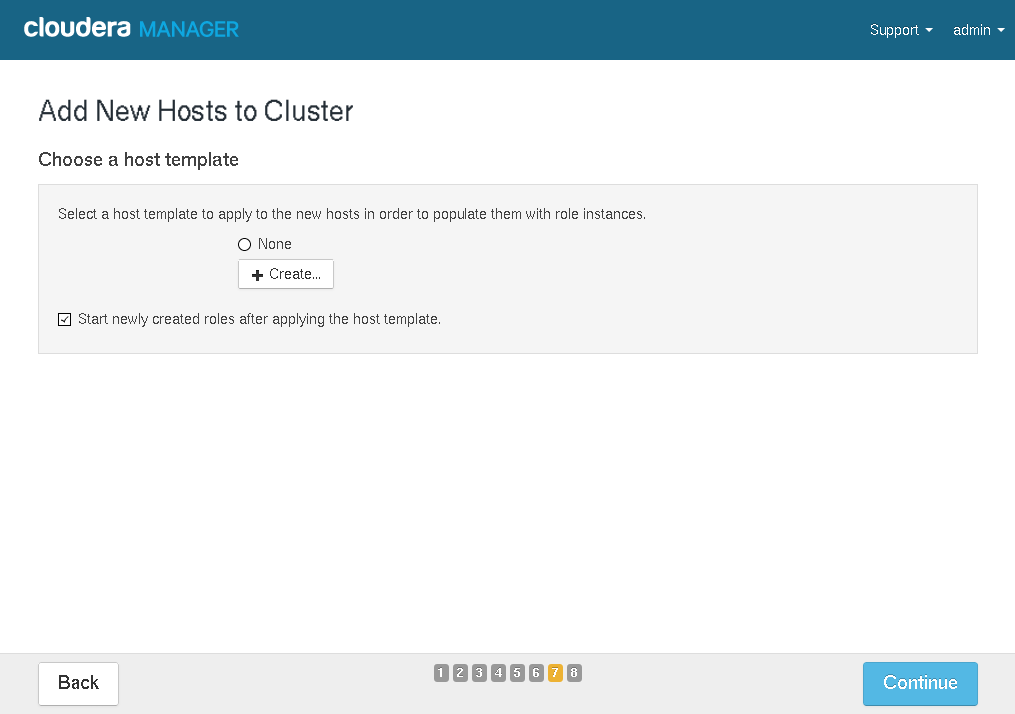 cloudera MANAGER
Support admin
Add New Hosts to Cluster
Choose a host template
Select a host template to apply to the new hosts in order to populate them with role instances.
None
Create...
Start newly created roles after applying the host template.
Back
1 2 3 4 5 6 7 8
Continue